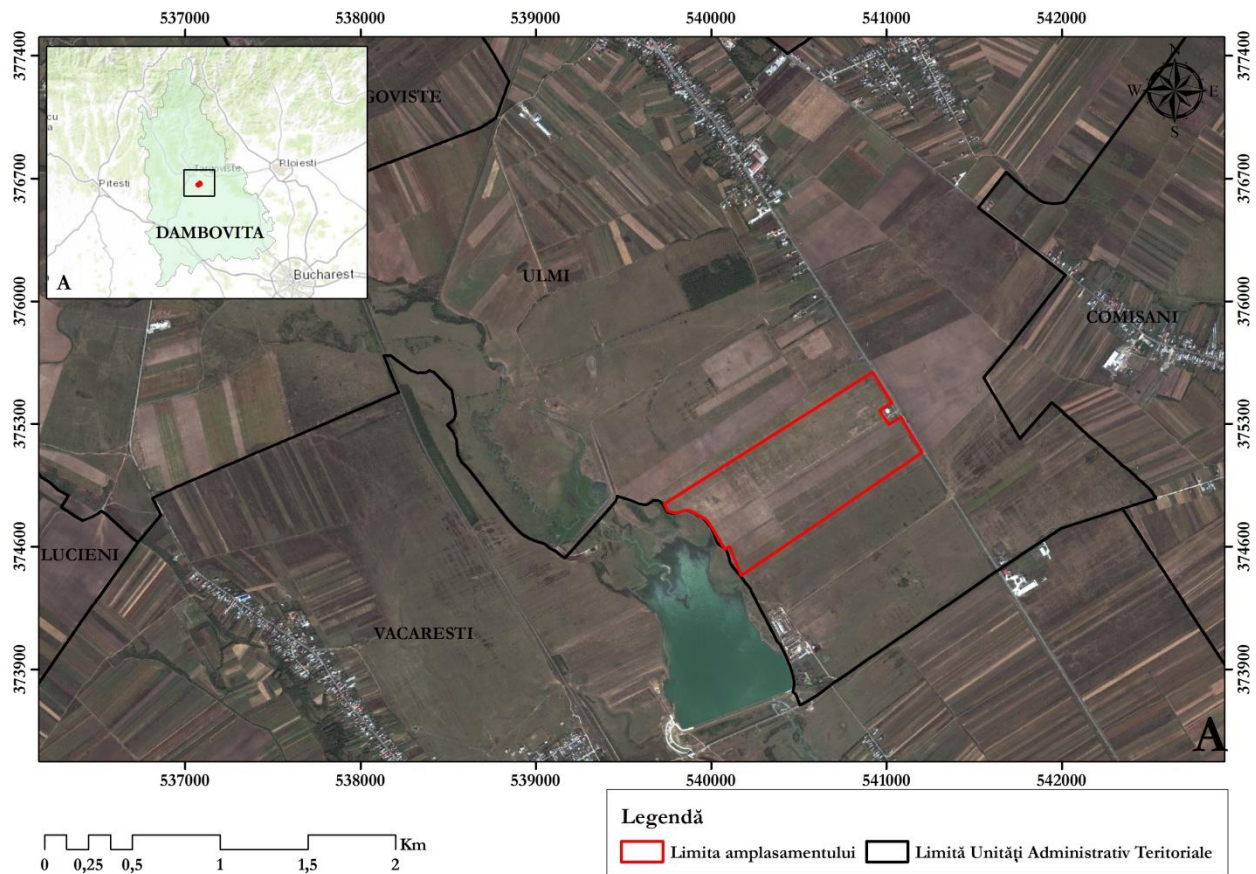 537000 538000 539000 540000 541000 542000
377400 377400
GOVISTE
N
W E
S
376700 376700
Ploiesti
Pitesti
DAMBOVITA
Bucharest
A
ULMI
376000 376000
COMISANI
375300 375300
374600 374600
LUCIENI
VACARESTI
373900 373900
A
537000 538000 539000 540000 541000 542000
Km
0 0,25 0,5 1 1,5 2
Legendă
Limita amplasamentului Limită Unități Administrativ Teritoriale